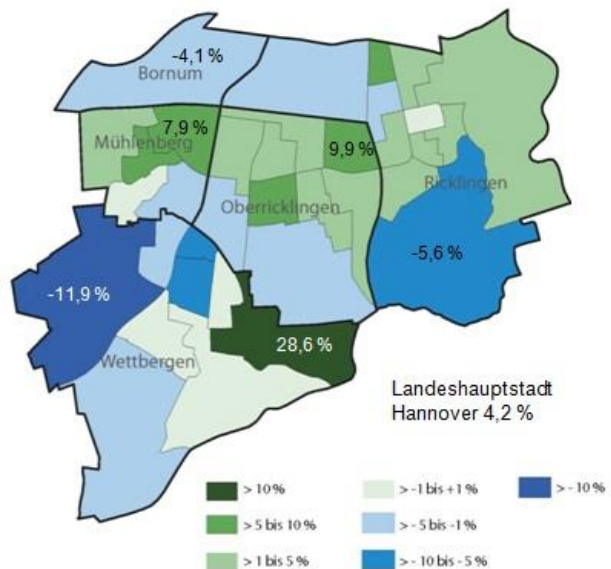 -4,1 %
Bornum
7,9 %
Mühlenberg
9,9 %
Ricklingen
Oberricklingen
-5,6 %
-11,9 %
28,6 %
Wettbergen
Landeshauptstadt
Hannover 4,2 %
> 10 %
> -1 bis +1 %
> - 10 %
> 5 bis 10 %
> - 5 bis -1%
> 1 bis 5 %
> - 10 bis -5 %